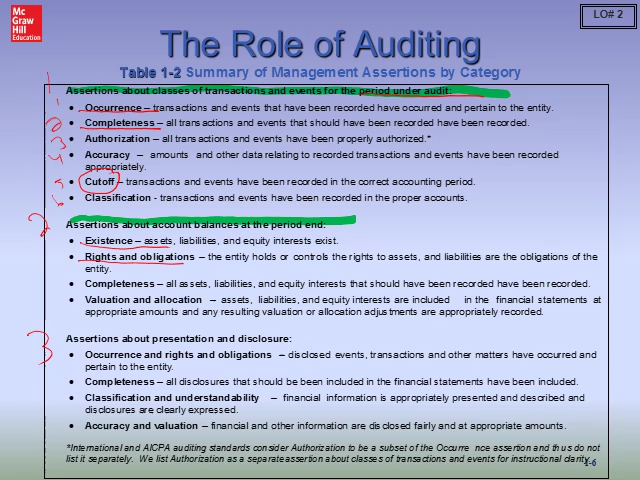 Mc
Graw
Hill
Education
LO# 2
The Role of Auditing
Table 1-2 Summary of Management Assertions by Category
1
Assertions about classes of transactions and events for the period under audit:
• Occurrence – transactions and events that have been recorded have occurred and pertain to the entity.
2 • Completeness – all transactions and events that should have been recorded have been recorded.
3 • Authorization – all transactions and events have been properly authorized.*
4 • Accuracy – amounts and other data relating to recorded transactions and events have been recorded
appropriately.
5 • Cutoff – transactions and events have been recorded in the correct accounting period.
6 • Classification - transactions and events have been recorded in the proper accounts.
2
Assertions about account balances at the period end:
• Existence – assets, liabilities, and equity interests exist.
• Rights and obligations – the entity holds or controls the rights to assets, and liabilities are the obligations of the
entity.
• Completeness – all assets, liabilities, and equity interests that should have been recorded have been recorded.
• Valuation and allocation – assets, liabilities, and equity interests are included in the financial statements at
appropriate amounts and any resulting valuation or allocation adjustments are appropriately recorded.
3
Assertions about presentation and disclosure:
• Occurrence and rights and obligations – disclosed events, transactions and other matters have occurred and
pertain to the entity.
• Completeness – all disclosures that should be been included in the financial statements have been included.
• Classification and understandability – financial information is appropriately presented and described and
disclosures are clearly expressed.
• Accuracy and valuation – financial and other information are disclosed fairly and at appropriate amounts.
*International and AICPA auditing standards consider Authorization to be a subset of the Occurre nce assertion and thus do not
list it separately. We list Authorization as a separate assertion about classes of transactions and events for instructional clarity.
1-6